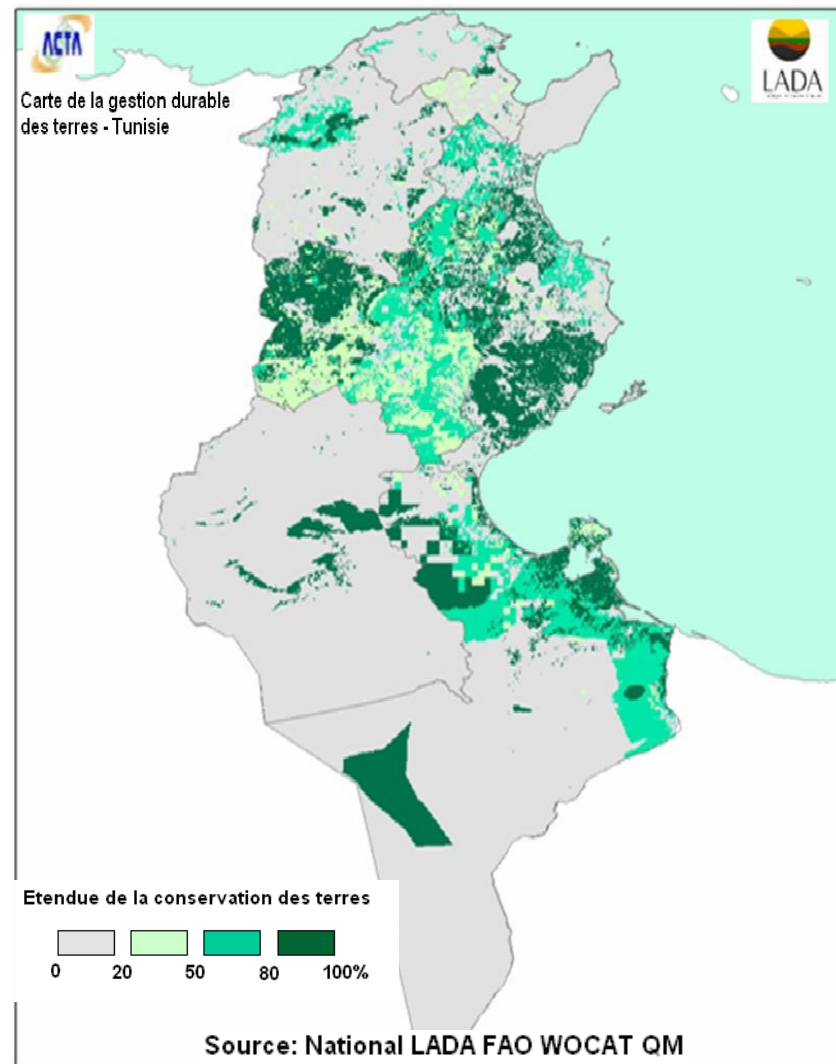 ACTA
LADA
Carte de la gestion durable
des terres - Tunisie
Etendue de la conservation des terres
0 20 50 80 100%
Source: National LADA FAO WOCAT QM